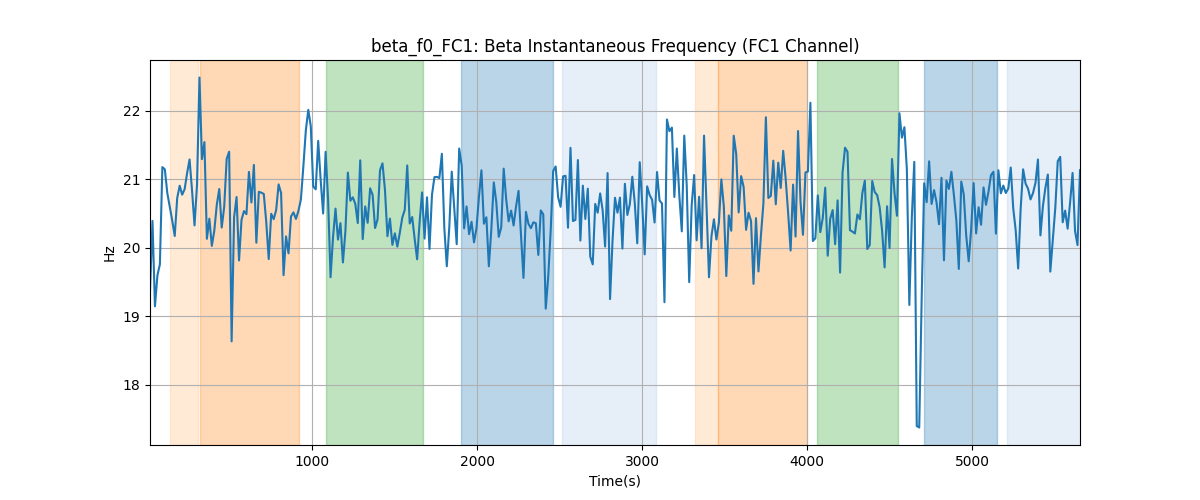 beta_f0_FC1: Beta Instantaneous Frequency (FC1 Channel)
22
21
20
19
18
Hz
1000 2000 3000 4000 5000
Time(s)